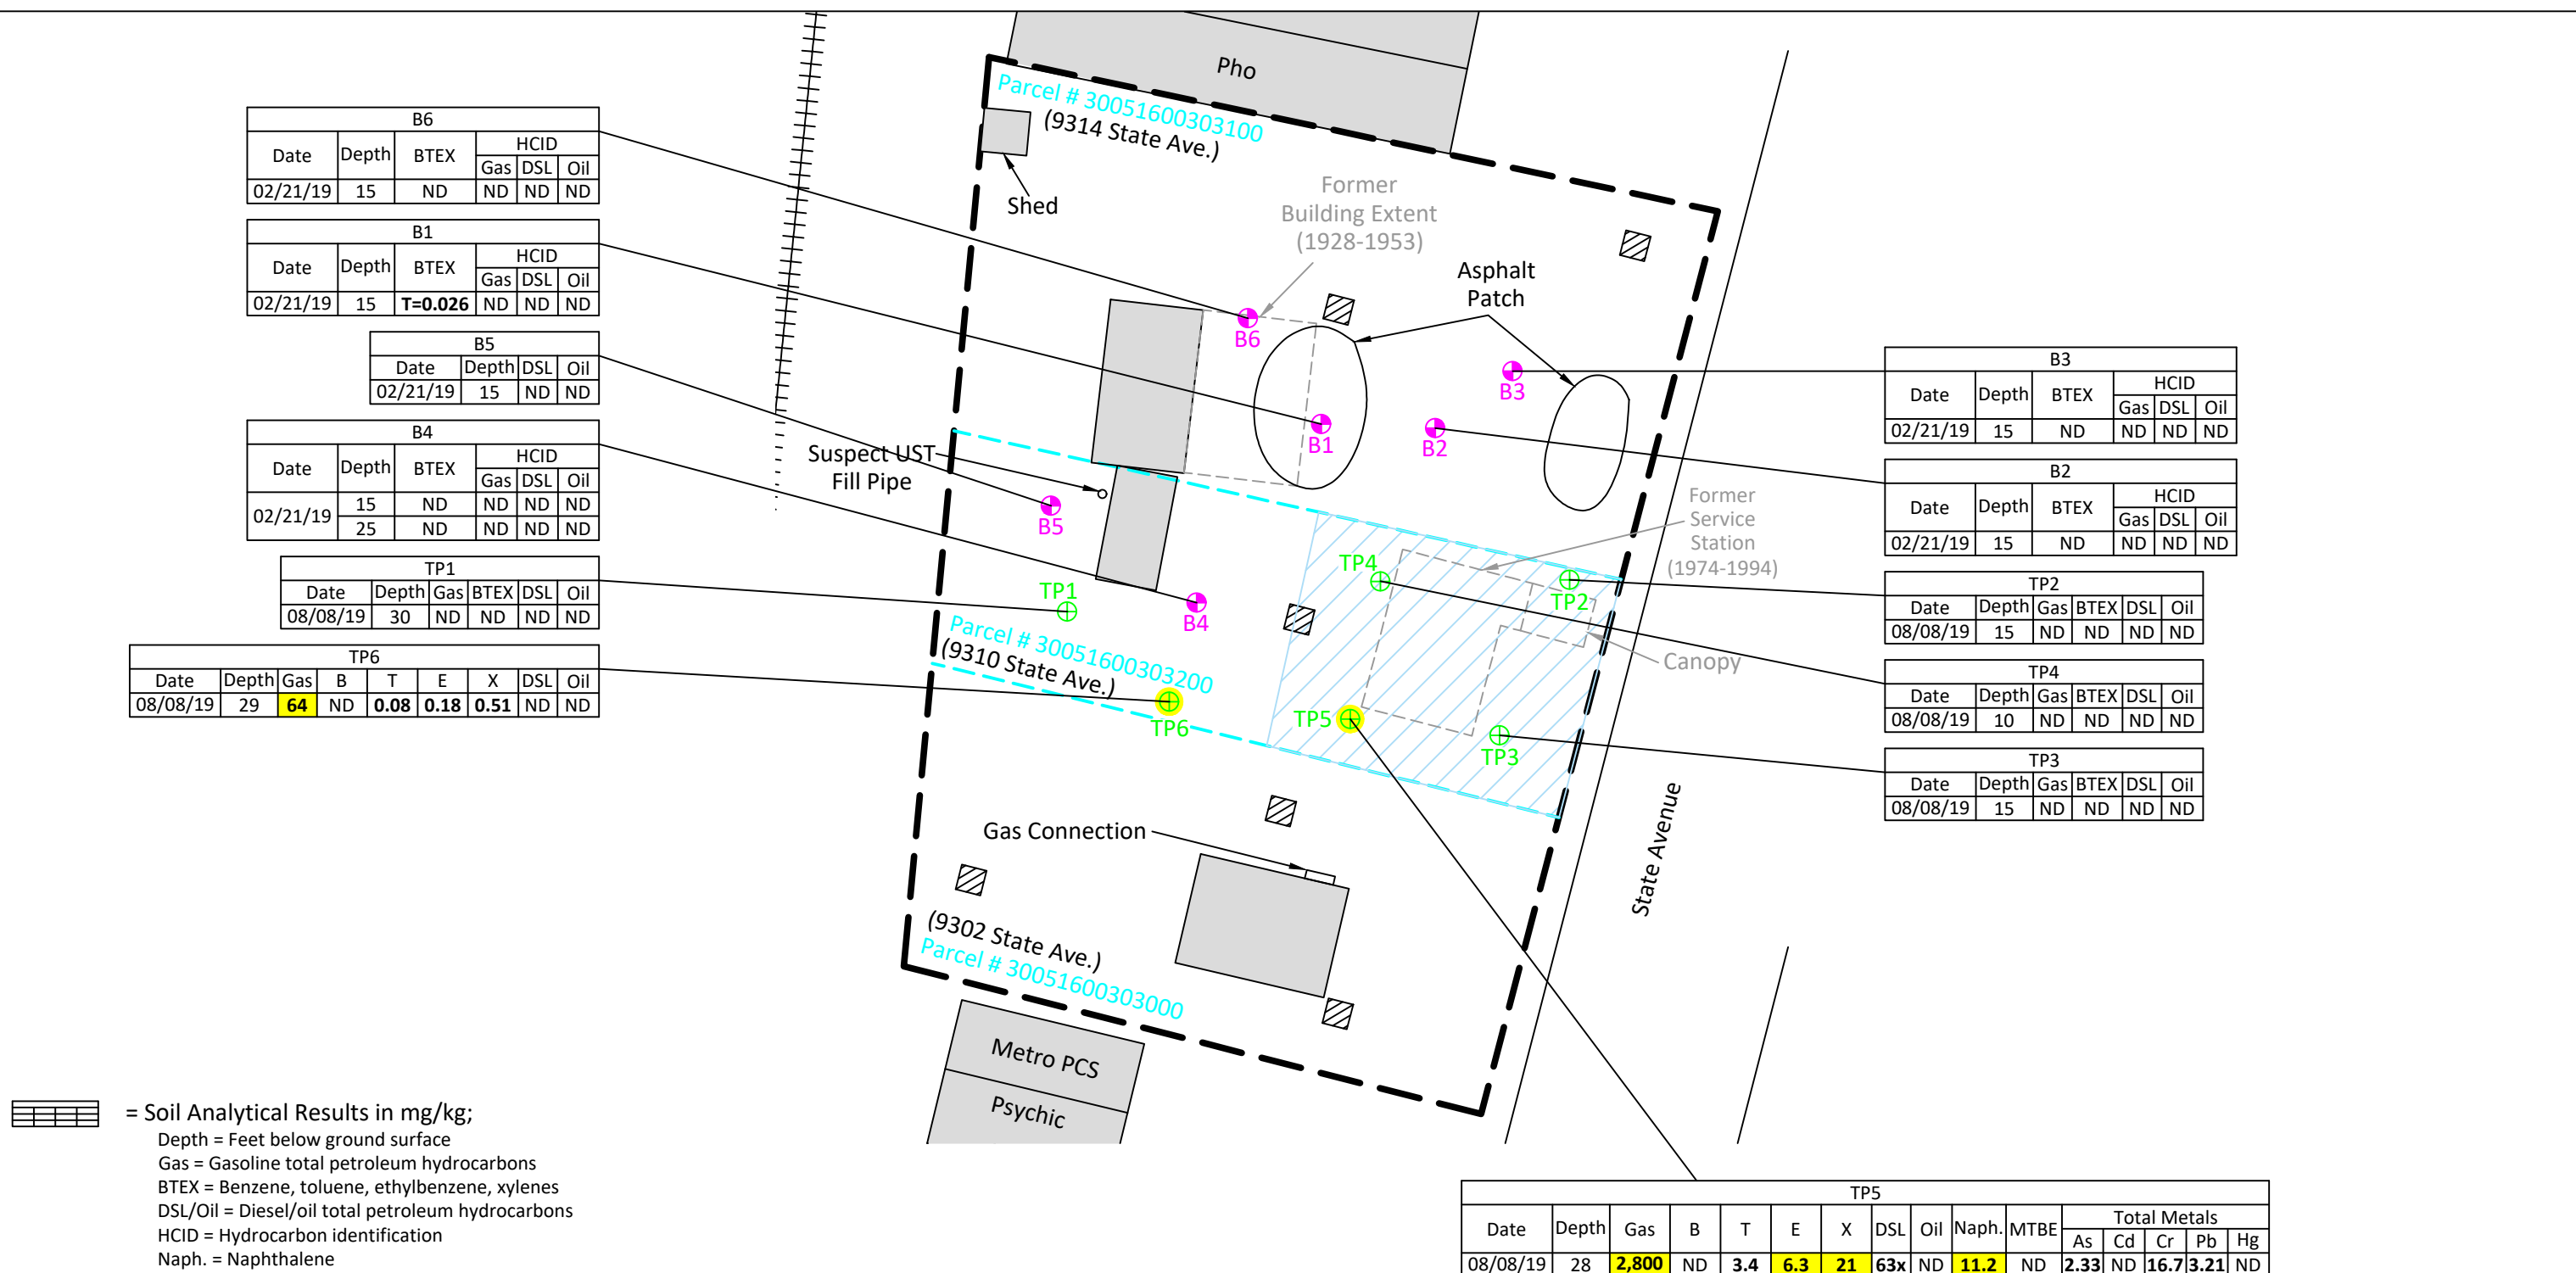 B6
Date Depth BTEX HCID
Gas DSL Oil
02/21/19 15 ND ND ND ND
B1
Date Depth BTEX HCID
Gas DSL Oil
02/21/19 15 T=0.026 ND ND ND
B5
Date Depth DSL Oil
02/21/19 15 ND ND
B4
Date Depth BTEX HCID
Gas DSL Oil
02/21/19
15 ND ND ND ND
25 ND ND ND ND
TP1
Date Depth Gas BTEX DSL Oil
08/08/19 30 ND ND ND ND
TP6
Date Depth Gas B T E X DSL Oil
08/08/19 29 64 ND 0.08 0.18 0.51 ND ND
Pho
Parcel # 30051600303100
(9314 State Ave.)
Shed
Former
Building Extent
(1928-1953)
Asphalt
Patch
B6
B3
B1
B2
Suspect UST
Fill Pipe
B5
Former
Service
Station
(1974-1994)
TP4
TP2
TP1
B4
Canopy
Parcel # 30051600303200
(9310 State Ave.)
TP6
TP5
TP3
State Avenue
Gas Connection
(9302 State Ave.)
Parcel # 30051600303000
Metro PCS
Psychic
B3
Date Depth BTEX HCID
Gas DSL Oil
02/21/19 15 ND ND ND ND
B2
Date Depth BTEX HCID
Gas DSL Oil
02/21/19 15 ND ND ND ND
TP2
Date Depth Gas BTEX DSL Oil
08/08/19 15 ND ND ND ND
TP4
Date Depth Gas BTEX DSL Oil
08/08/19 10 ND ND ND ND
TP3
Date Depth Gas BTEX DSL Oil
08/08/19 15 ND ND ND ND
= Soil Analytical Results in mg/kg;
Depth = Feet below ground surface
Gas = Gasoline total petroleum hydrocarbons
BTEX = Benzene, toluene, ethylbenzene, xylenes
DSL/Oil = Diesel/oil total petroleum hydrocarbons
HCID = Hydrocarbon identification
Naph. = Naphthalene
TP5
Date Depth Gas B T E X DSL Oil Naph. MTBE Total Metals
As Cd Cr Pb Hg
08/08/19 28 2,800 ND 3.4 6.3 21 63x ND 11.2 ND 2.33 ND 16.7 3.21 ND